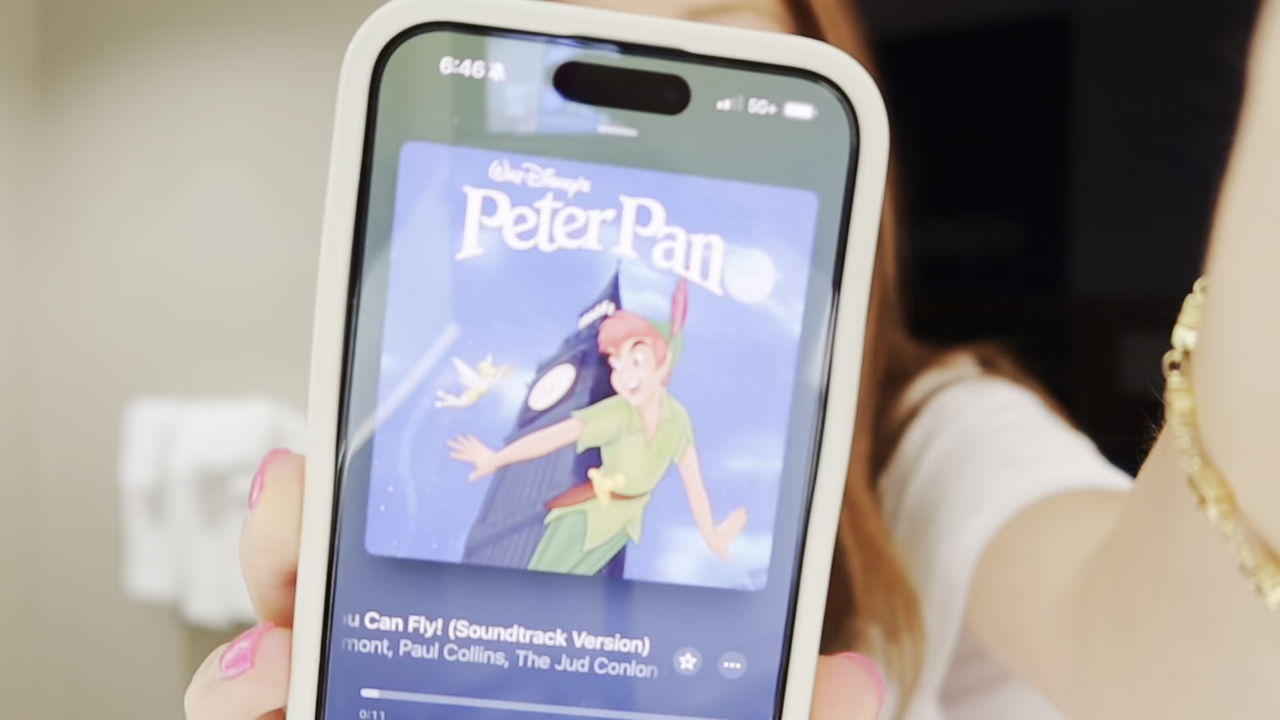 6:46
5G+
Walt Disney's
Peter Pan
u Can Fly! (Soundtrack Version)
mont, Paul Collins, The Jud Conlon
0:11